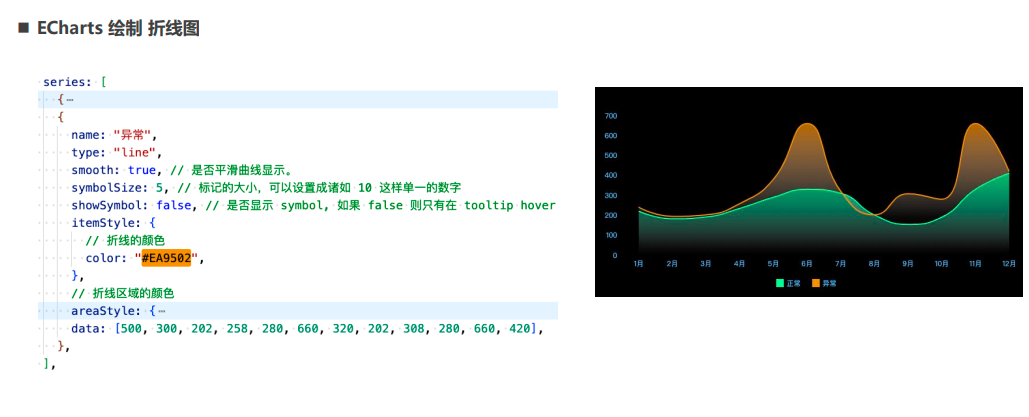 ■ ECharts 绘制 折线图
series: [
{⋯
{
name: "异常",
type: "line",
smooth: true, // 是否平滑曲线显示。
symbolSize: 5, // 标记的大小，可以设置成诸如 10 这样单一的数字
showSymbol: false, // 是否显示 symbol, 如果 false 则只有在 tooltip hover
itemStyle: {
// 折线的颜色
color: "#EA9502",
},
// 折线区域的颜色
areaStyle: {⋯
data: [500, 300, 202, 258, 280, 660, 320, 202, 308, 280, 660, 420],
},
],
700
600
500
400
300
200
100
0
1月 2月 3月 4月 5月 6月 7月 8月 9月 10月 11月 12月
正常 异常